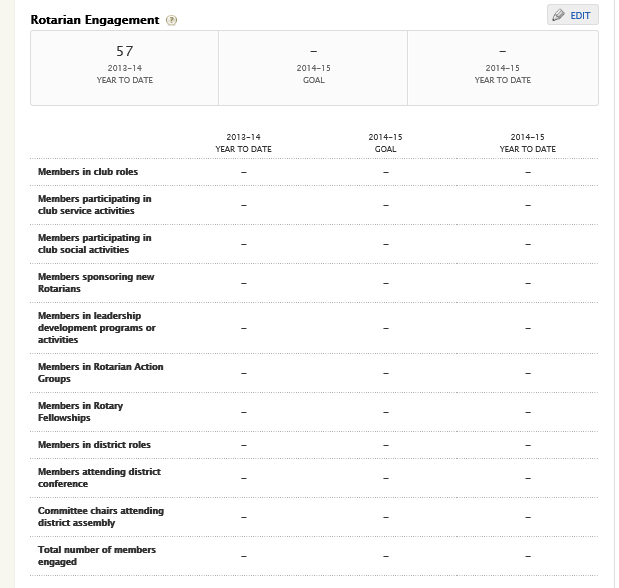 Rotarian Engagement ?
EDIT
57
2013-14
YEAR TO DATE
–
2014-15
GOAL
–
2014-15
YEAR TO DATE
2013-14
YEAR TO DATE
2014-15
GOAL
2014-15
YEAR TO DATE
Members in club roles – – –
Members participating in
club service activities – – –
Members participating in
club social activities – – –
Members sponsoring new
Rotarians – – –
Members in leadership
development programs or
activities – – –
Members in Rotarian Action
Groups – – –
Members in Rotary
Fellowships – – –
Members in district roles – – –
Members attending district
conference – – –
Committee chairs attending
district assembly – – –
Total number of members
engaged – – –